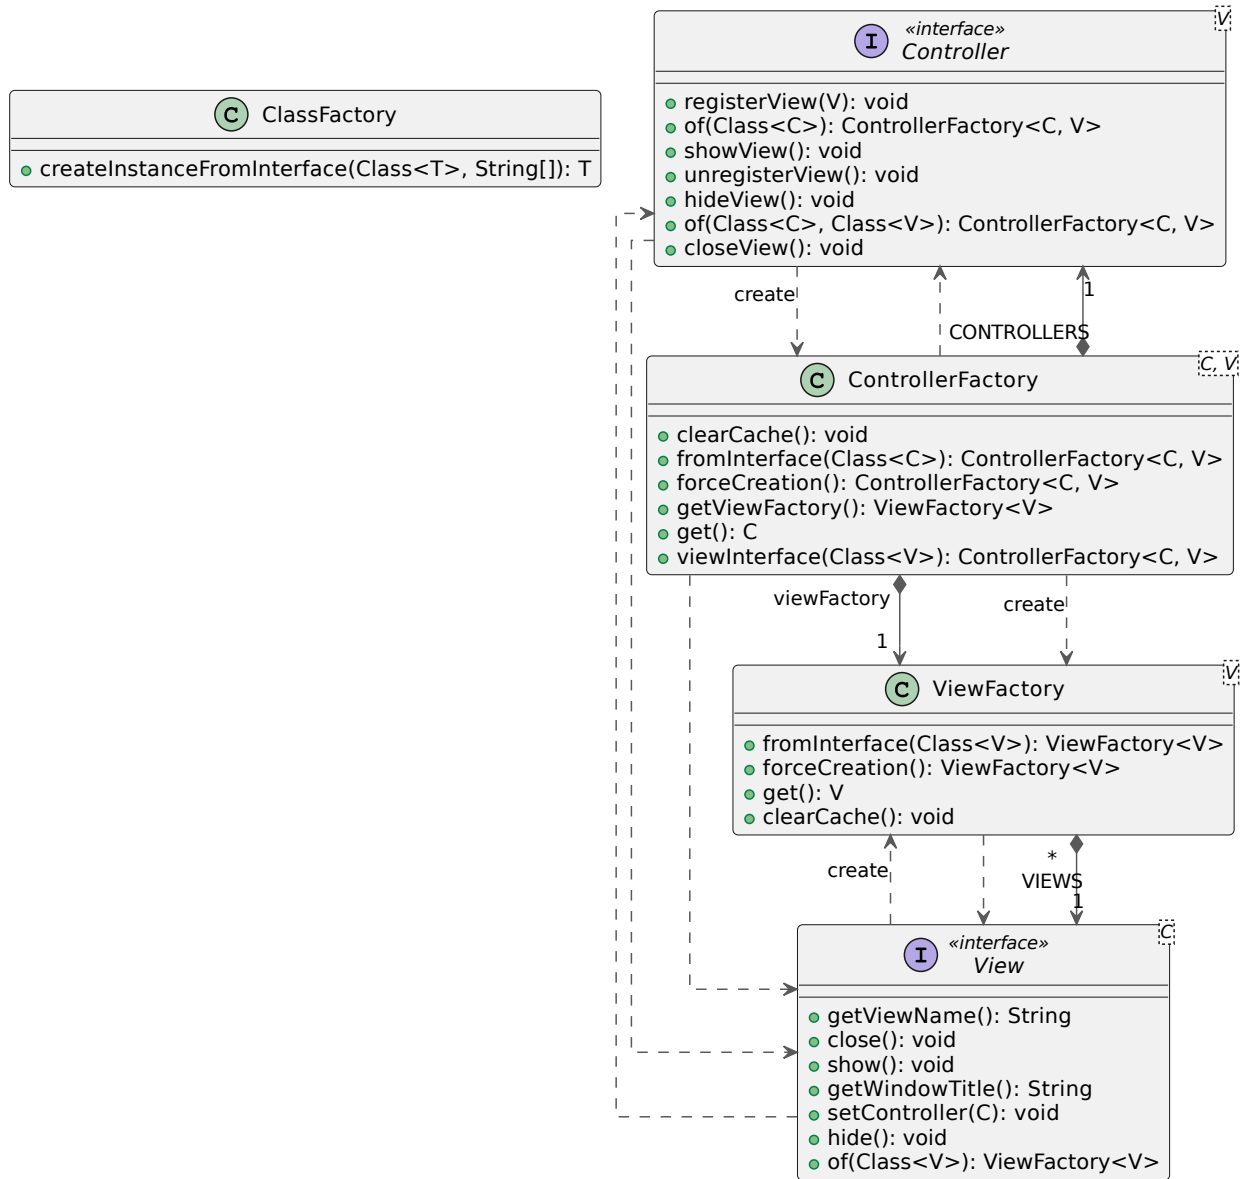 V
«interface»
I
Controller
registerView(V): void
of(Class<C>): ControllerFactory<C, V>
showView(): void
unregisterView(): void
hideView(): void
of(Class<C>, Class<V>): ControllerFactory<C, V>
closeView(): void
C
ClassFactory
createInstanceFromInterface(Class<T>, String[]): T
create
1
CONTROLLERS
C, V
C
ControllerFactory
clearCache(): void
fromInterface(Class<C>): ControllerFactory<C, V>
forceCreation(): ControllerFactory<C, V>
getViewFactory(): ViewFactory<V>
get(): C
viewInterface(Class<V>): ControllerFactory<C, V>
viewFactory
create
1
V
C
ViewFactory
fromInterface(Class<V>): ViewFactory<V>
forceCreation(): ViewFactory<V>
get(): V
clearCache(): void
create
*
VIEWS
1
C
«interface»
I
View
getViewName(): String
close(): void
show(): void
getWindowTitle(): String
setController(C): void
hide(): void
of(Class<V>): ViewFactory<V>